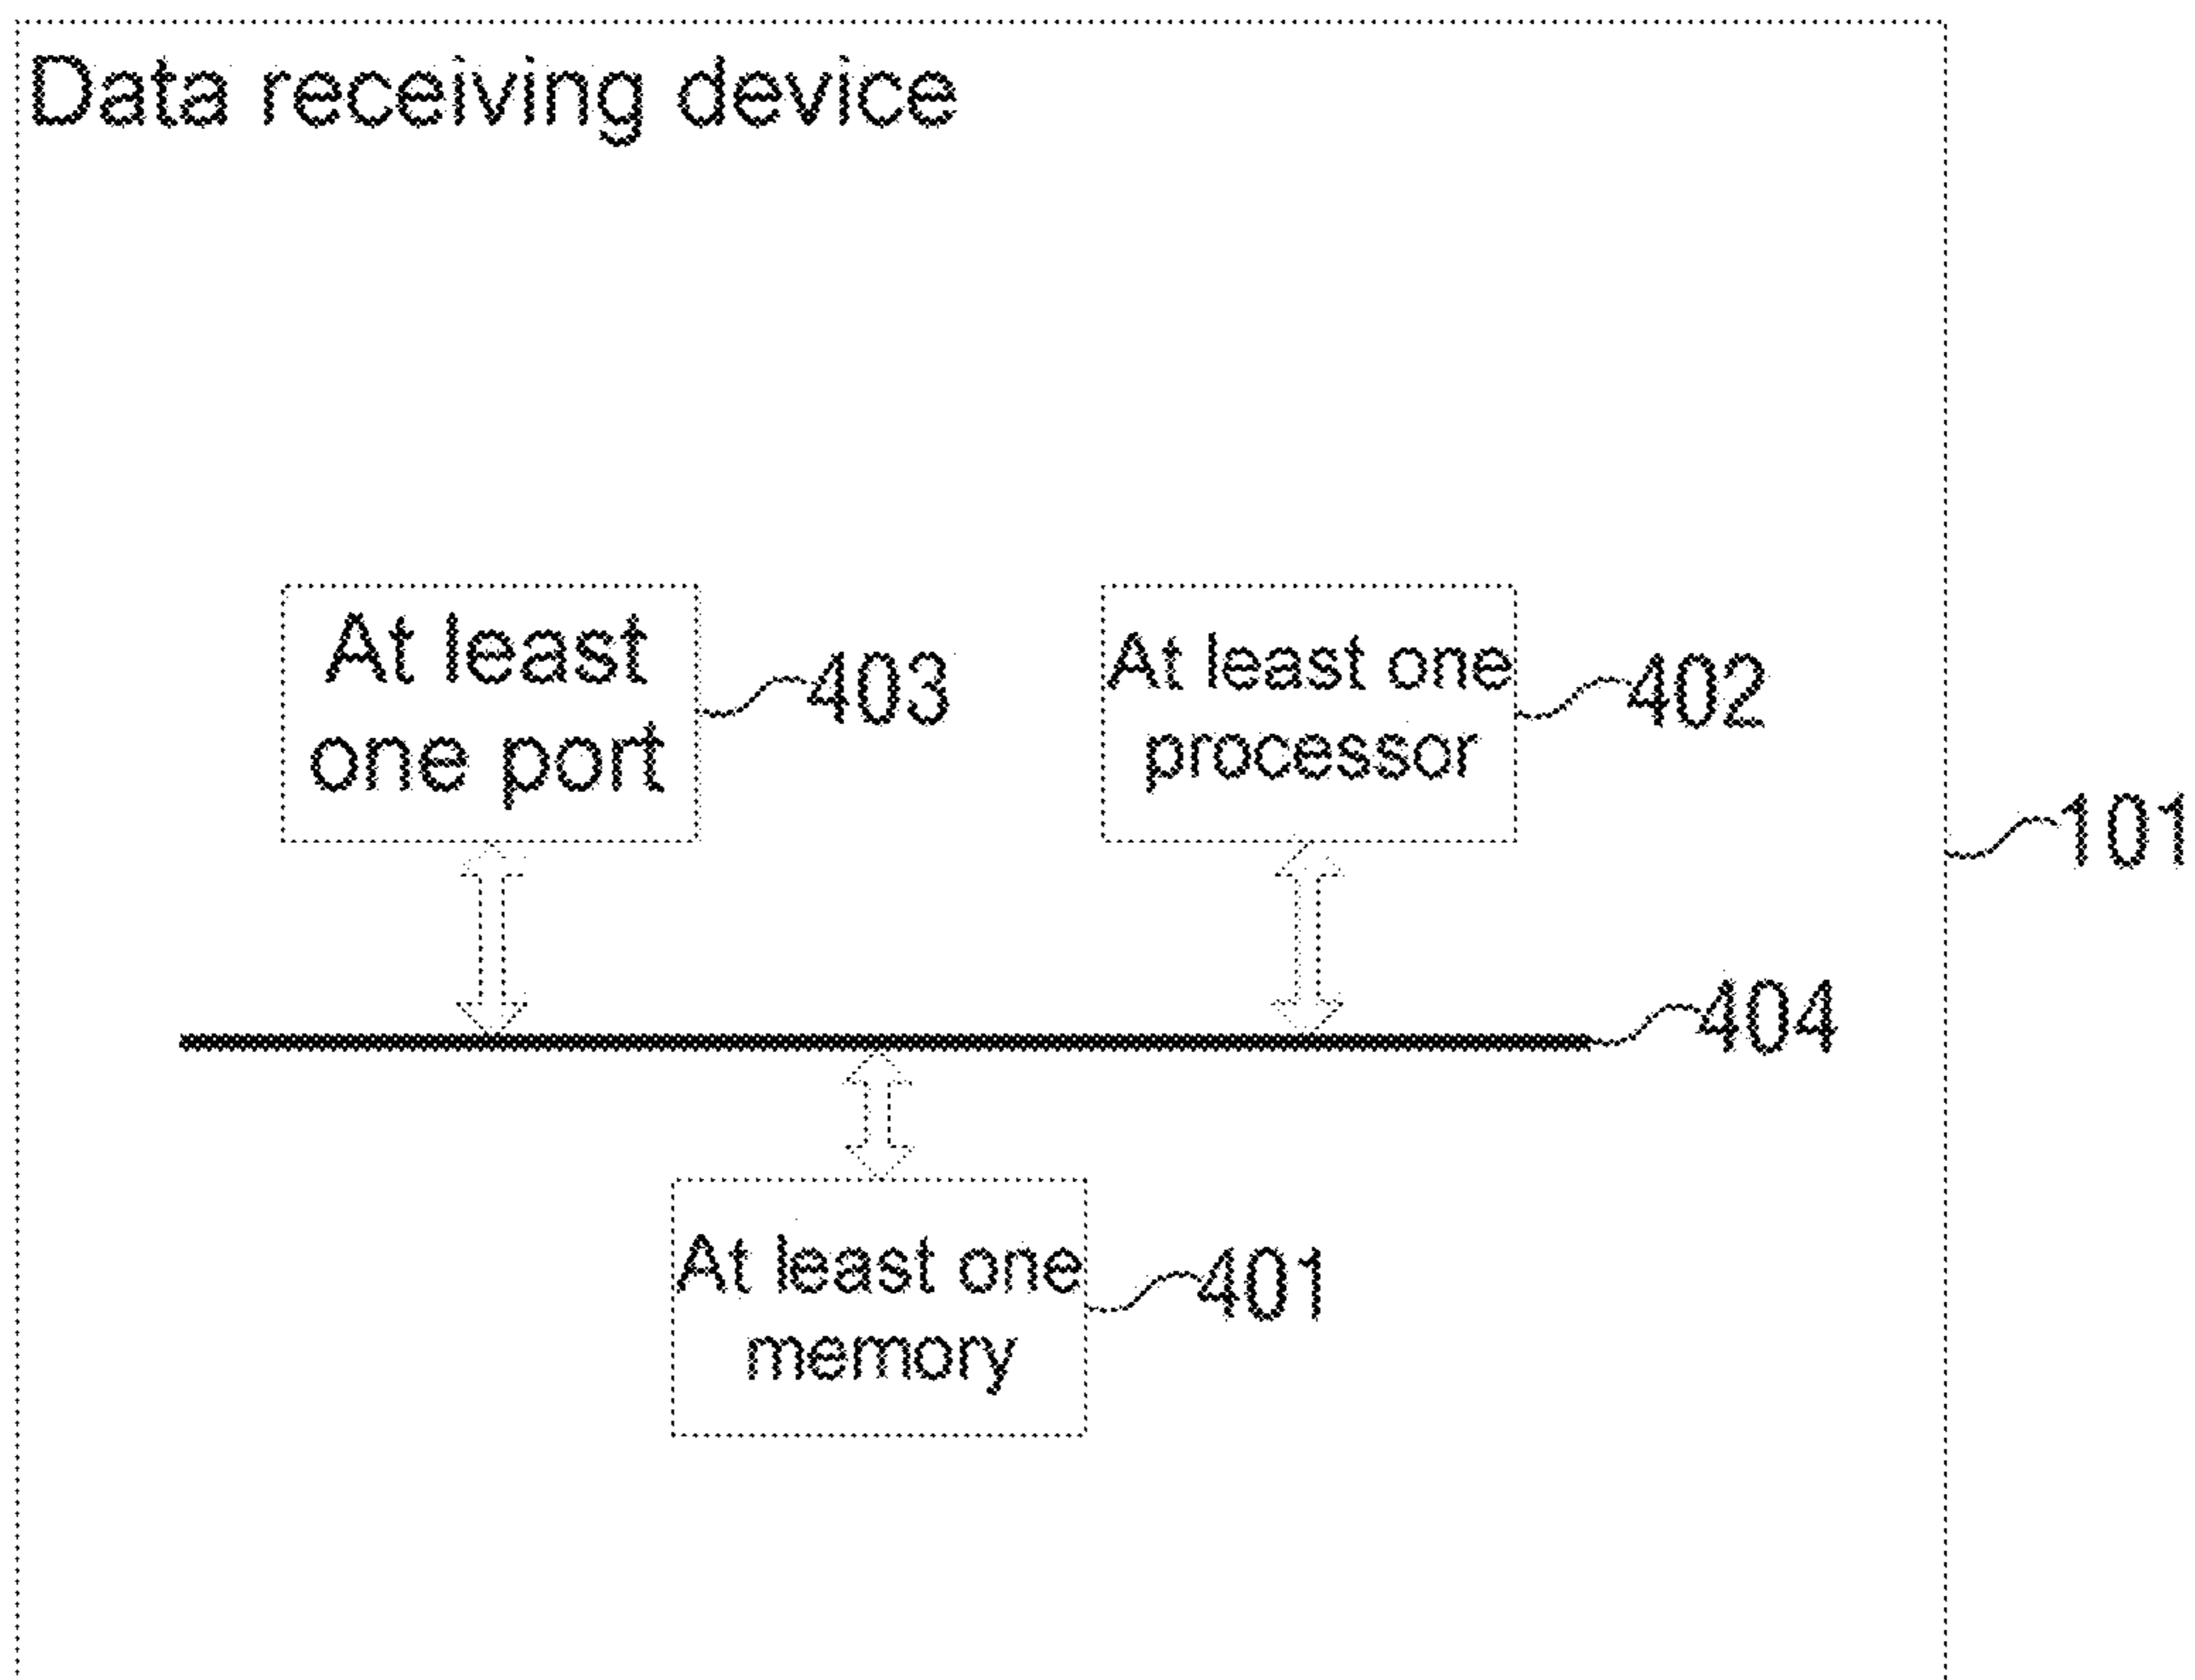 Data receiving device
At least
one port
403
At least one
processor
402
101
404
At least one
memory
401